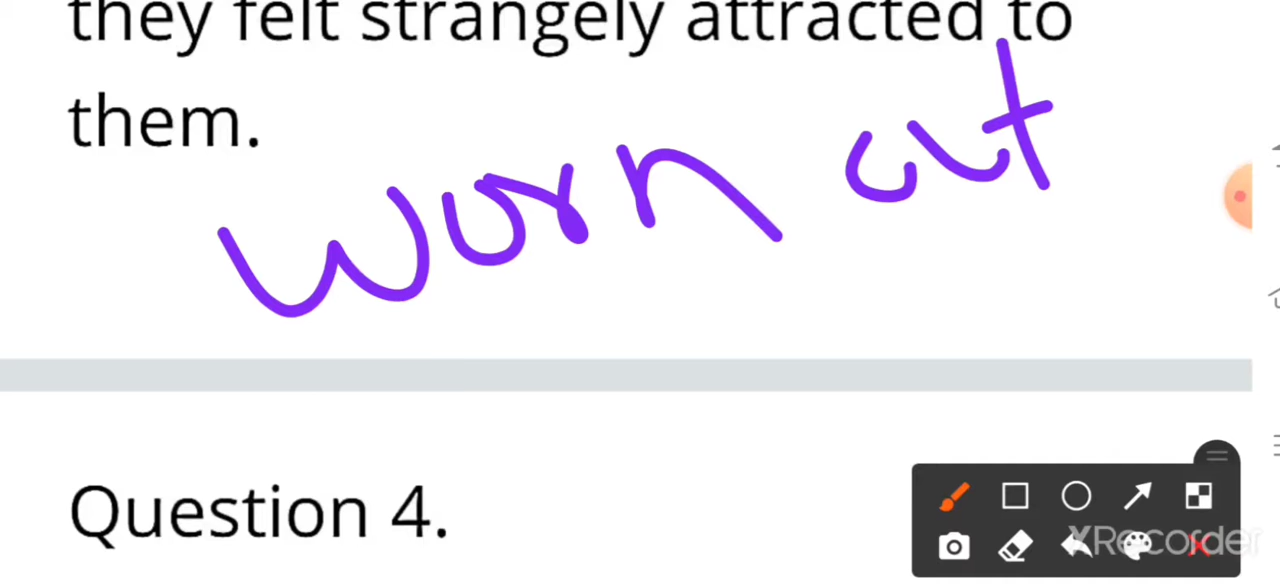 they felt strangely attracted to
them.
worn out
Question 4.
XRecorder